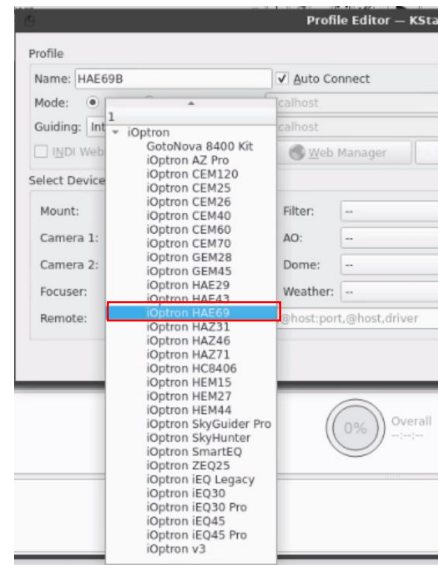 Profile Editor — KSta
Profile
Name: HAE69B Auto Connect
Mode: calhost
1
Guiding: Int calhost
INDI Web Web Manager
Select Device
iOptron
GotoNova 8400 Kit
iOptron AZ Pro
iOptron CEM120
iOptron CEM25
iOptron CEM26
iOptron CEM40
iOptron CEM60
iOptron CEM70
iOptron GEM28
iOptron GEM45
iOptron HAE29
iOptron HAE43
iOptron HAE69
iOptron HAZ31
iOptron HAZ46
iOptron HAZ71
iOptron HC8406
iOptron HEM15
iOptron HEM27
iOptron HEM44
iOptron SkyGuider Pro
iOptron SkyHunter
iOptron SmartEQ
iOptron ZEQ25
iOptron iEQ Legacy
iOptron iEQ30
iOptron iEQ30 Pro
iOptron iEQ45
iOptron iEQ45 Pro
iOptron v3
Mount: Filter: --
Camera 1: AO: --
Camera 2: Dome: --
Focuser: Weather: --
Remote: @host:port,@host,driver
0% Overall
--:--:--